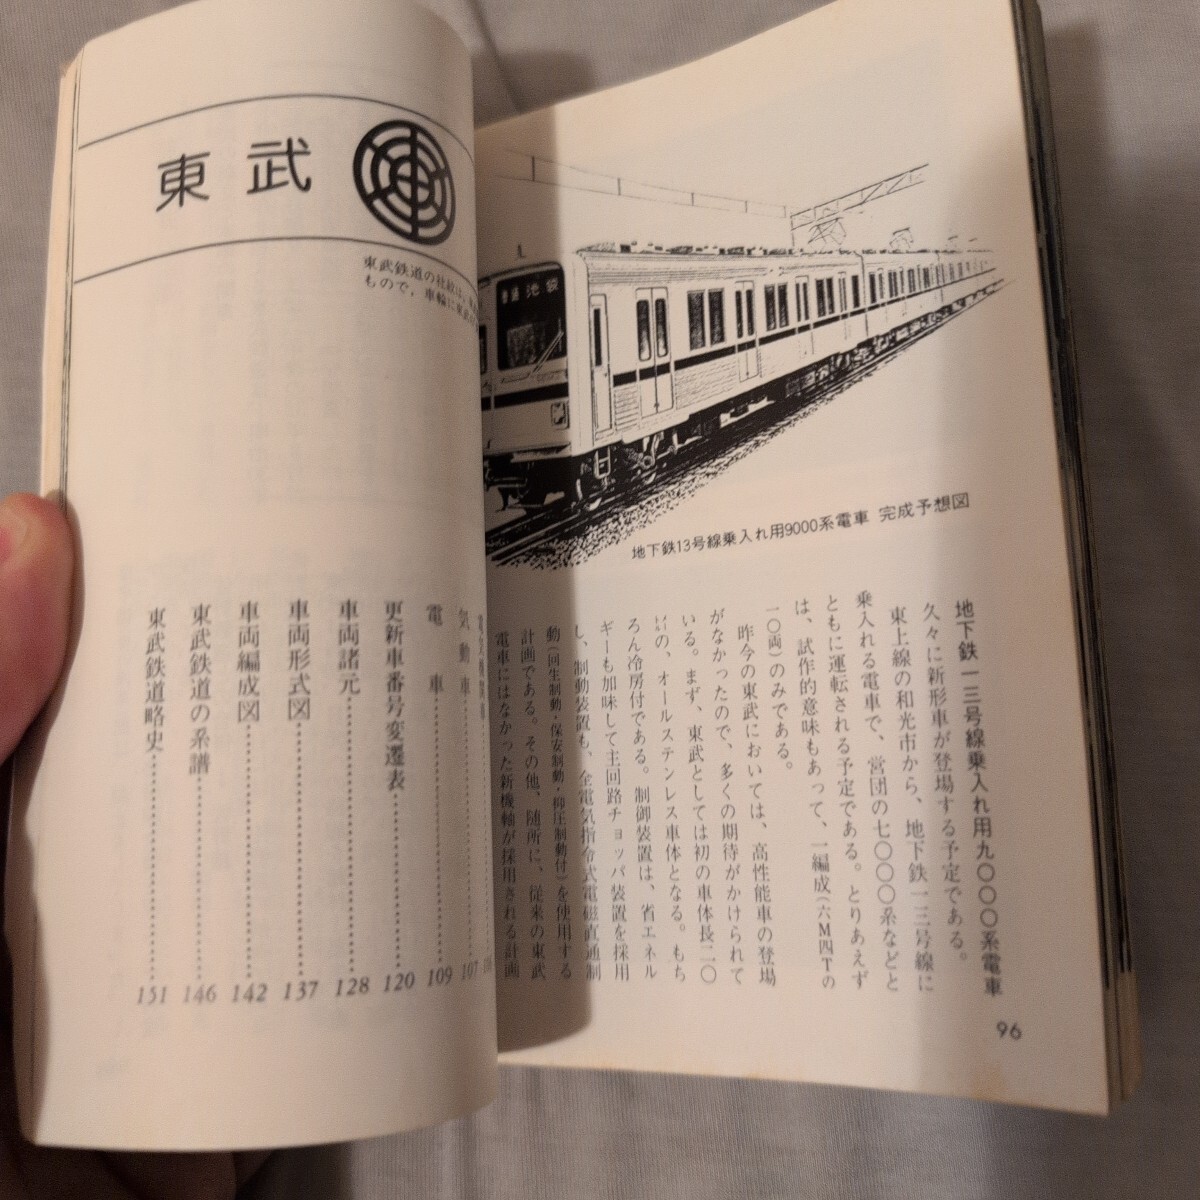 東武
東武鉄道の社紋は、
もので、車輪に東武の
気動車 107
電車 109
更新車番号変遷表 120
車両諸元 128
車両形式図 137
車両編成図 142
東武鉄道の系譜 146
東武鉄道略史 151
普通 池袋
地下鉄13号線乗入れ用9000系電車 完成予想図
地下鉄一三号線乗入れ用九〇〇〇系電車
久々に新形車が登場する予定である。
東上線の和光市から、地下鉄一三号線に
乗入れる電車で、営団の七〇〇〇系などと
ともに運転される予定である。とりあえず
は、試作的意味もあって、一編成(六M四Tの
一〇両)のみである。
昨今の東武においては、高性能車の登場
がなかったので、多くの期待がかけられて
いる。まず、東武としては初の車体長二〇
の、オールステンレス車体となる。もち
ろん冷房付である。制御装置は、省エネル
ギーも加味して主回路チョッパ装置を採用
し、制動装置も、全電気指令式電磁直通制
動(回生制動・保安制動・抑圧制動付)を使用する
計画である。その他、随所に、従来の東武
電車にはなかった新機軸が採用される計画
96